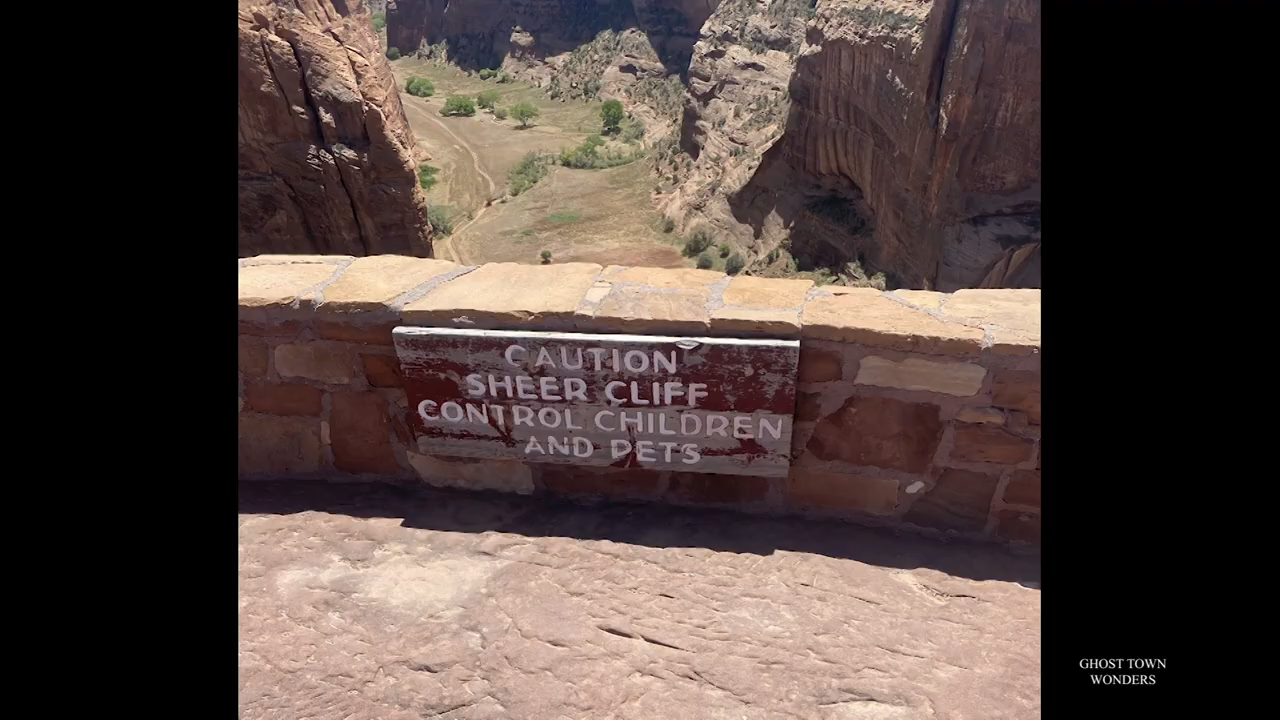 CAUTION
SHEER CLIFF
CONTROL CHILDREN
AND PETS
GHOST TOWN
WONDERS